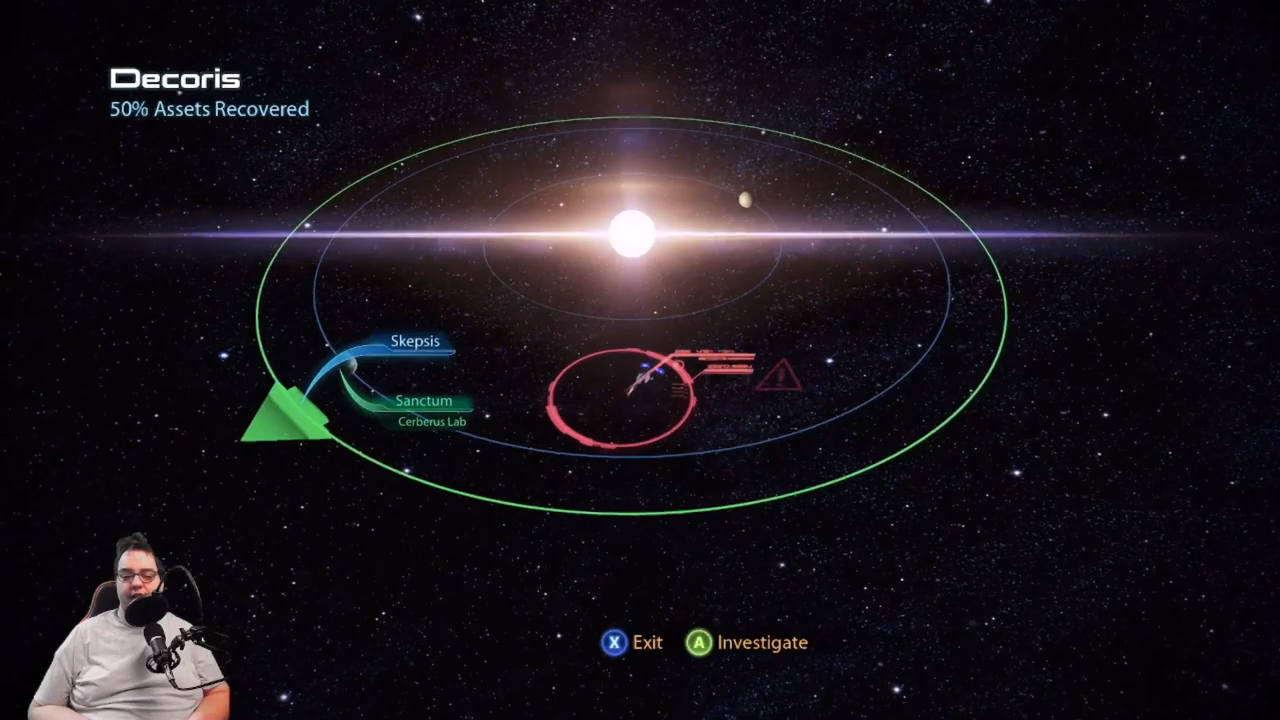 Decoris
50% Assets Recovered
Skepsis
Sanctum
Cerberus Lab
X Exit A Investigate